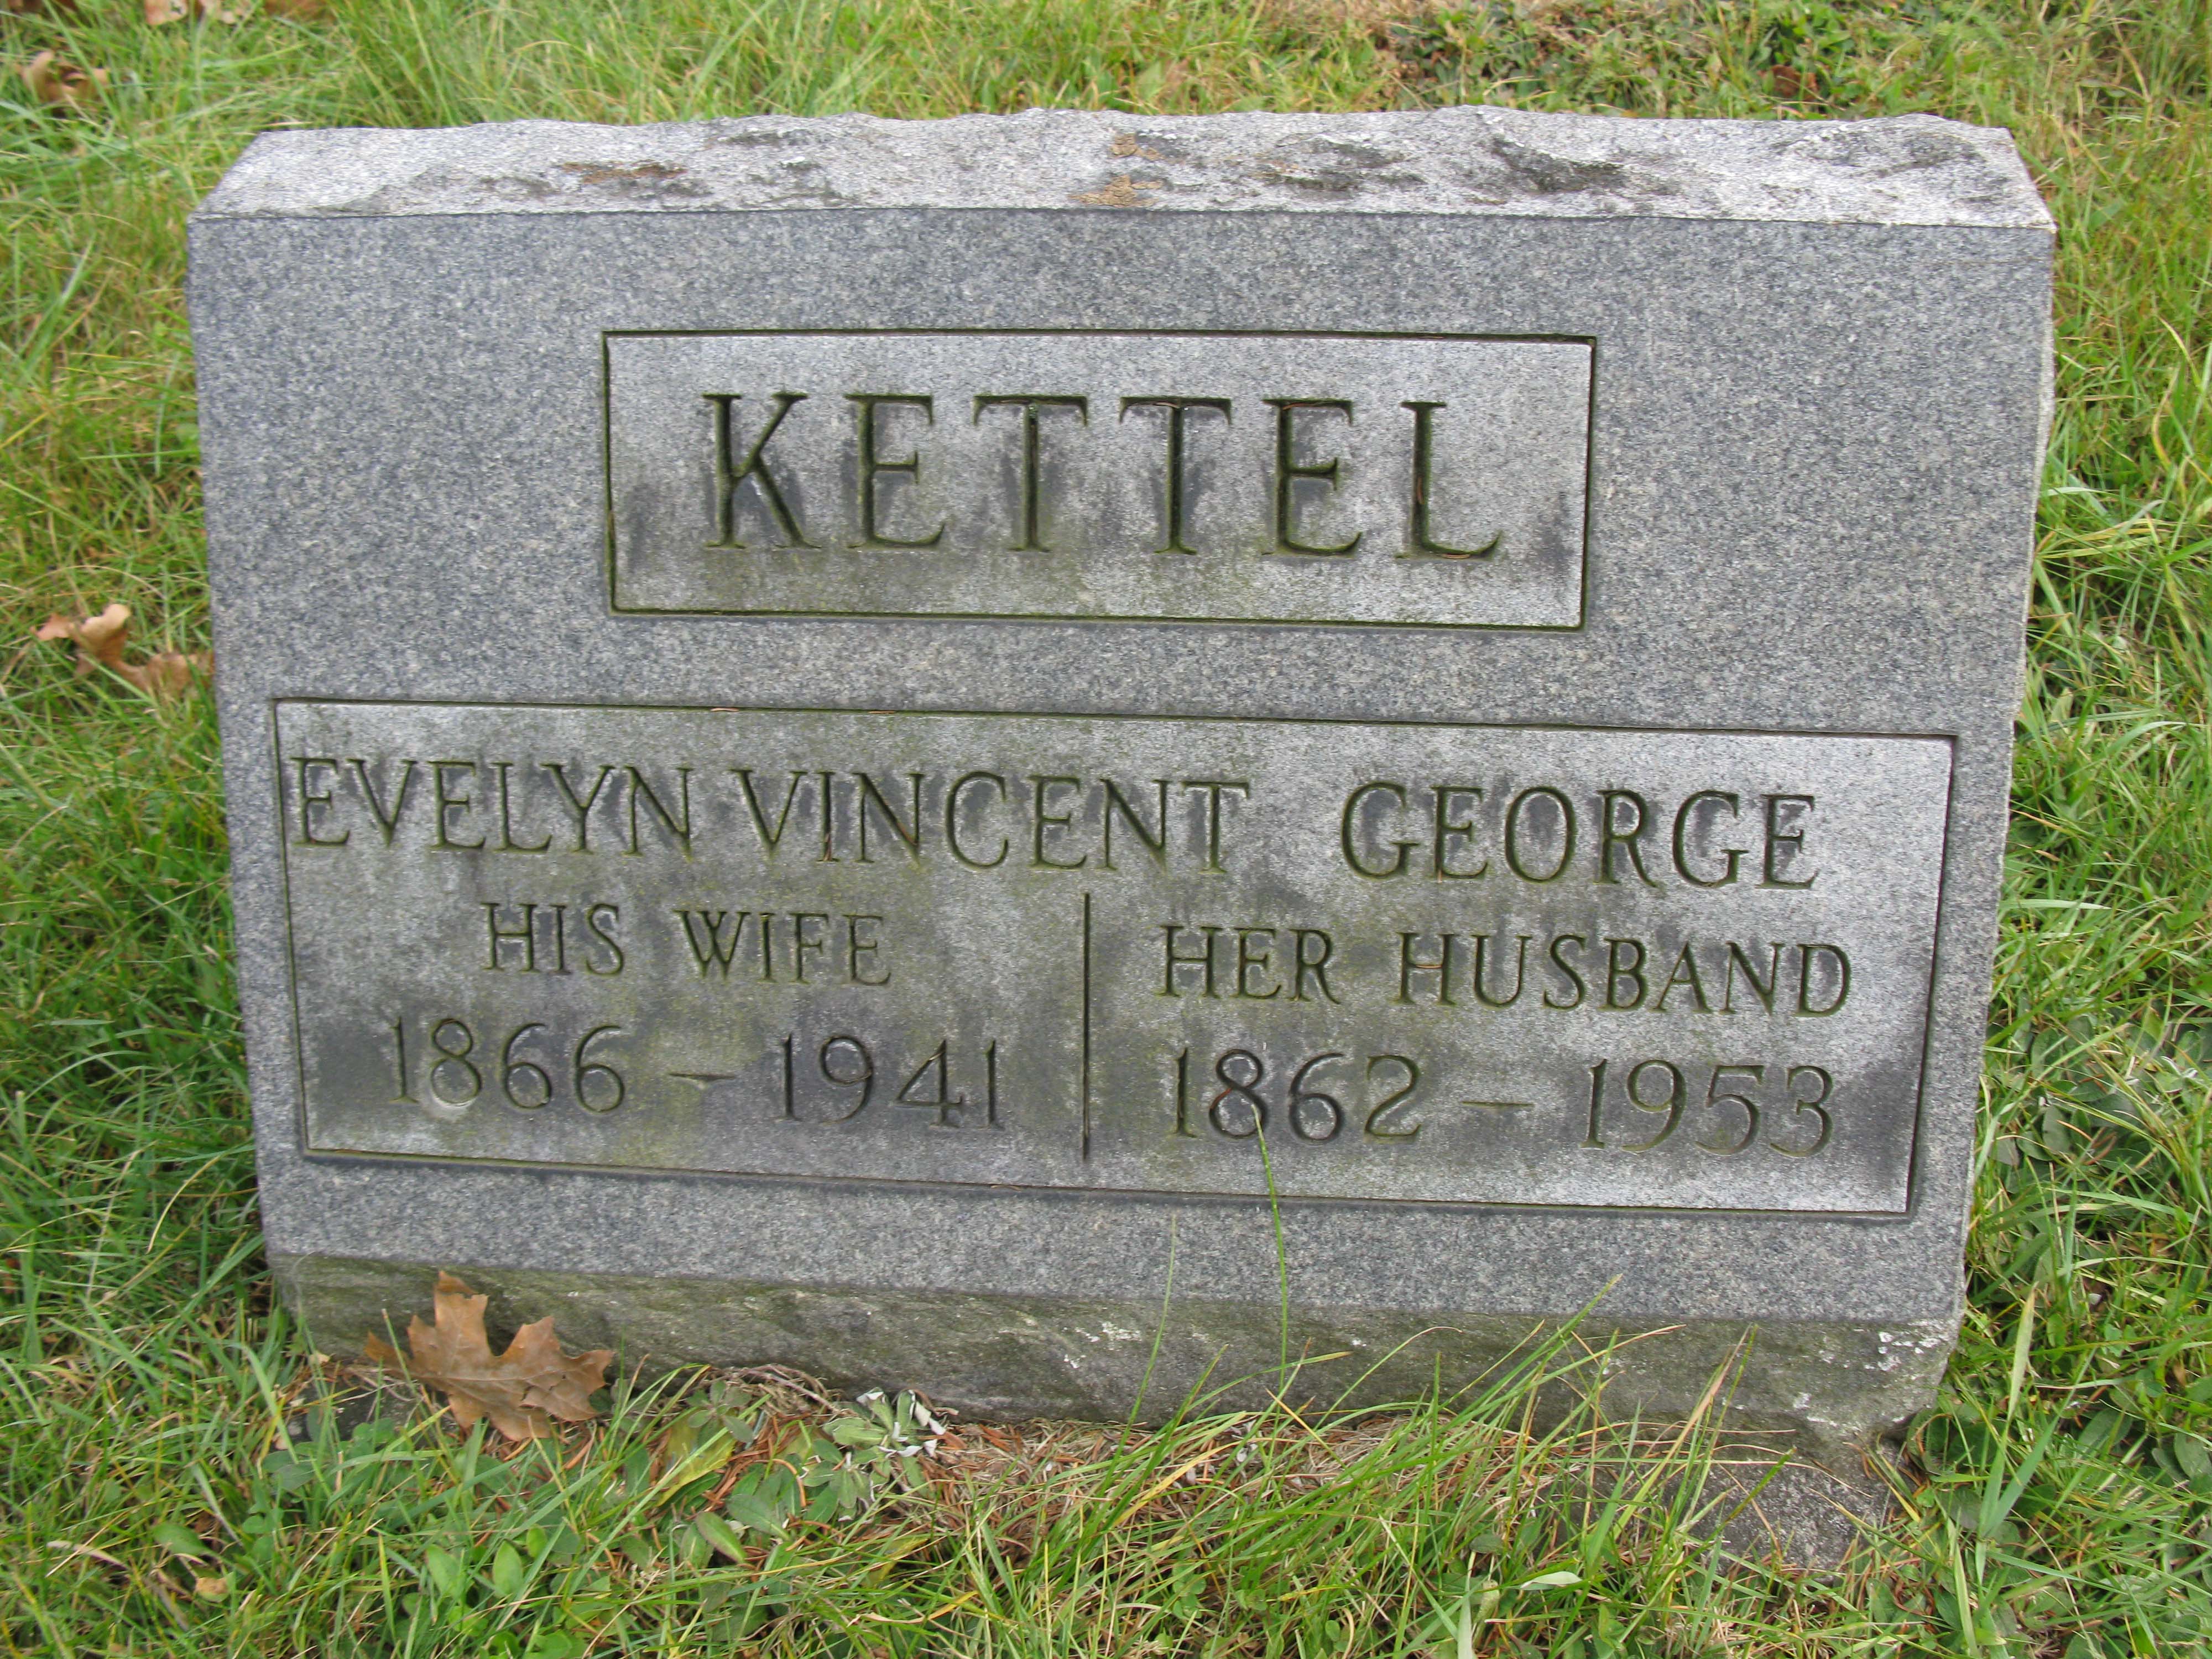 KETTEL
EVELYN VINCENT GEORGE
HIS WIFE HER HUSBAND
1866 - 1941 1862 - 1953